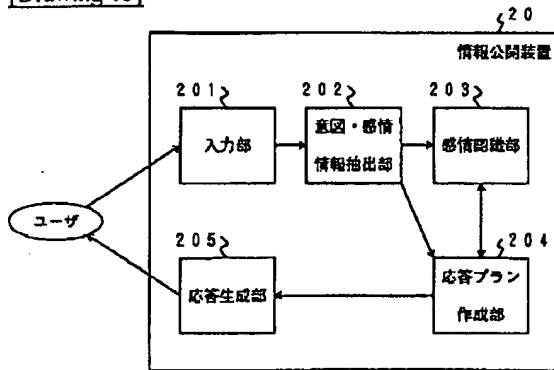 [Drawing 10]
20
情報公開装置
201
202
203
入力部
意図・感情
情報抽出部
感情認識部
ユーザ
205
204
応答生成部
応答プラン
作成部